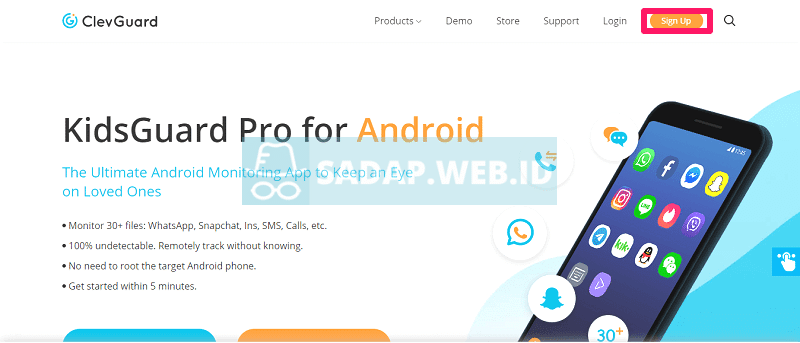 ClevGuard
Products Demo Store Support Login Sign Up
KidsGuard Pro for Android
SADAP.WEB.ID
The Ultimate Android Monitoring App to Keep an Eye
on Loved Ones
• Monitor 30+ files: WhatsApp, Snapchat, Ins, SMS, Calls, etc.
• 100% undetectable. Remotely track without knowing.
• No need to root the target Android phone.
• Get started within 5 minutes.
kik
LINE
30+